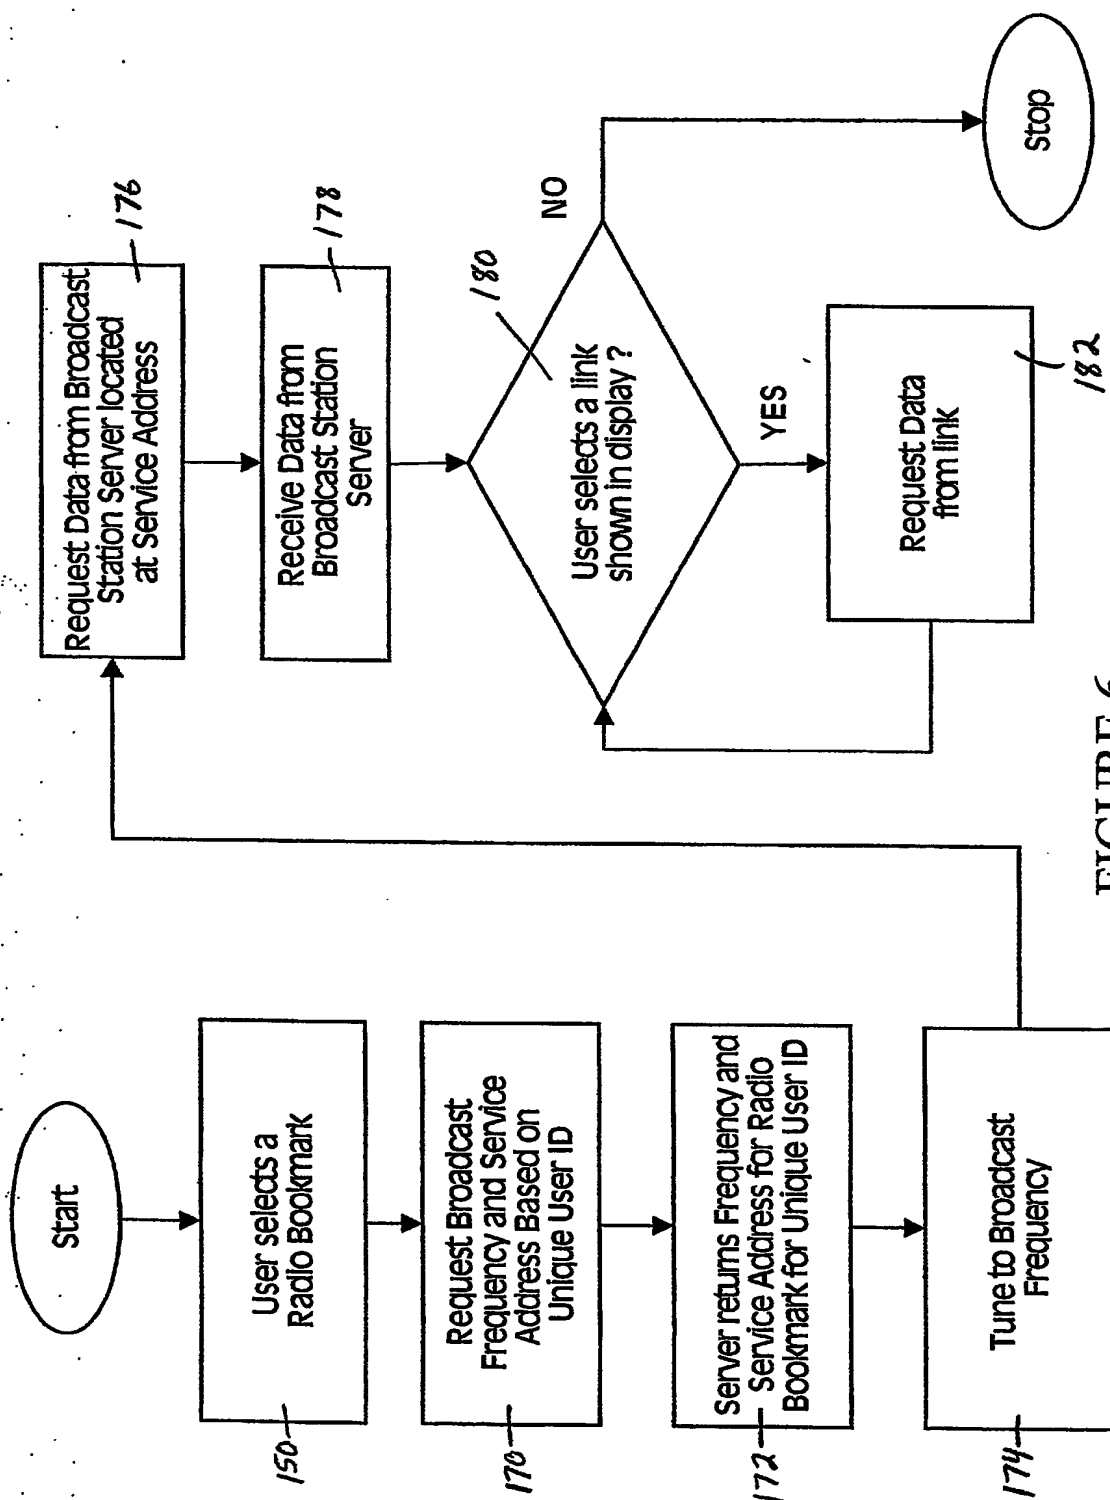 Start
User selects a
Radio Bookmark
150
Request Broadcast
Frequency and Service
Address Based on
Unique User ID
170
Server returns Frequency and
Service Address for Radio
Bookmark for Unique User ID
172
Tune to Broadcast
Frequency
174
Request Data from Broadcast
Station Server located
at Service Address
176
Receive Data from
Broadcast Station
Server
178
User selects a link
shown in display ?
180
NO
YES
Request Data
from link
182
Stop
FIGURE 6